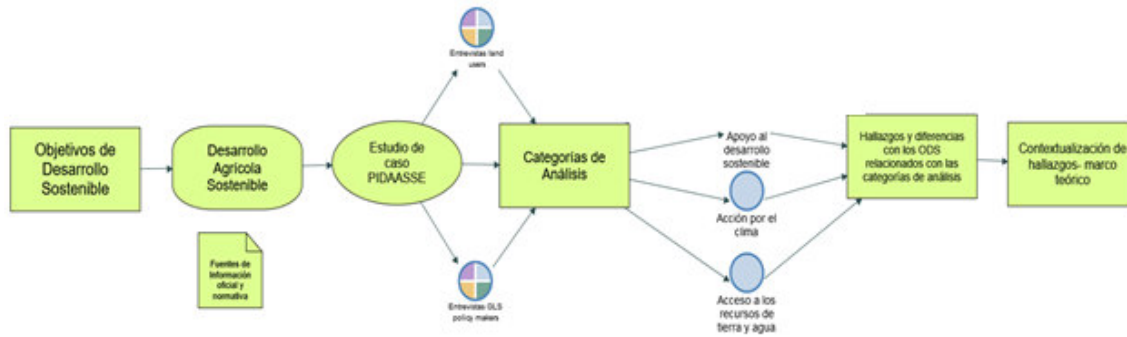 Entrevistas land
users
Objetivos de
Desarrollo
Sostenible
Desarrollo
Agrícola
Sostenible
Estudio de
caso
PIDAASSE
Categorías de
Análisis
Apoyo al
desarrollo
sostenible
Acción por el
clima
Acceso a los
recursos de
tierra y agua
Hallazgos y diferencias
con los ODS
relacionados con las
categorías de análisis
Contextualización de
hallazgos- marco
teórico
Fuentes de
Información
oficial y
normativa
Entrevistas
policy makers